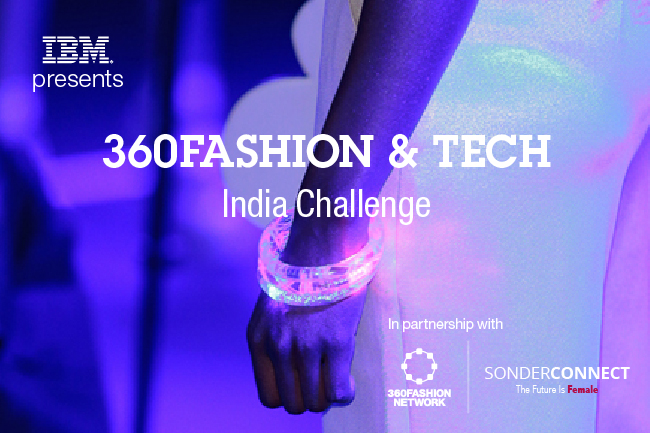 IBM
presents
360FASHION & TECH
India Challenge
In partnership with
360FASHION
NETWORK
SONDERCONNECT
The Future Is Female